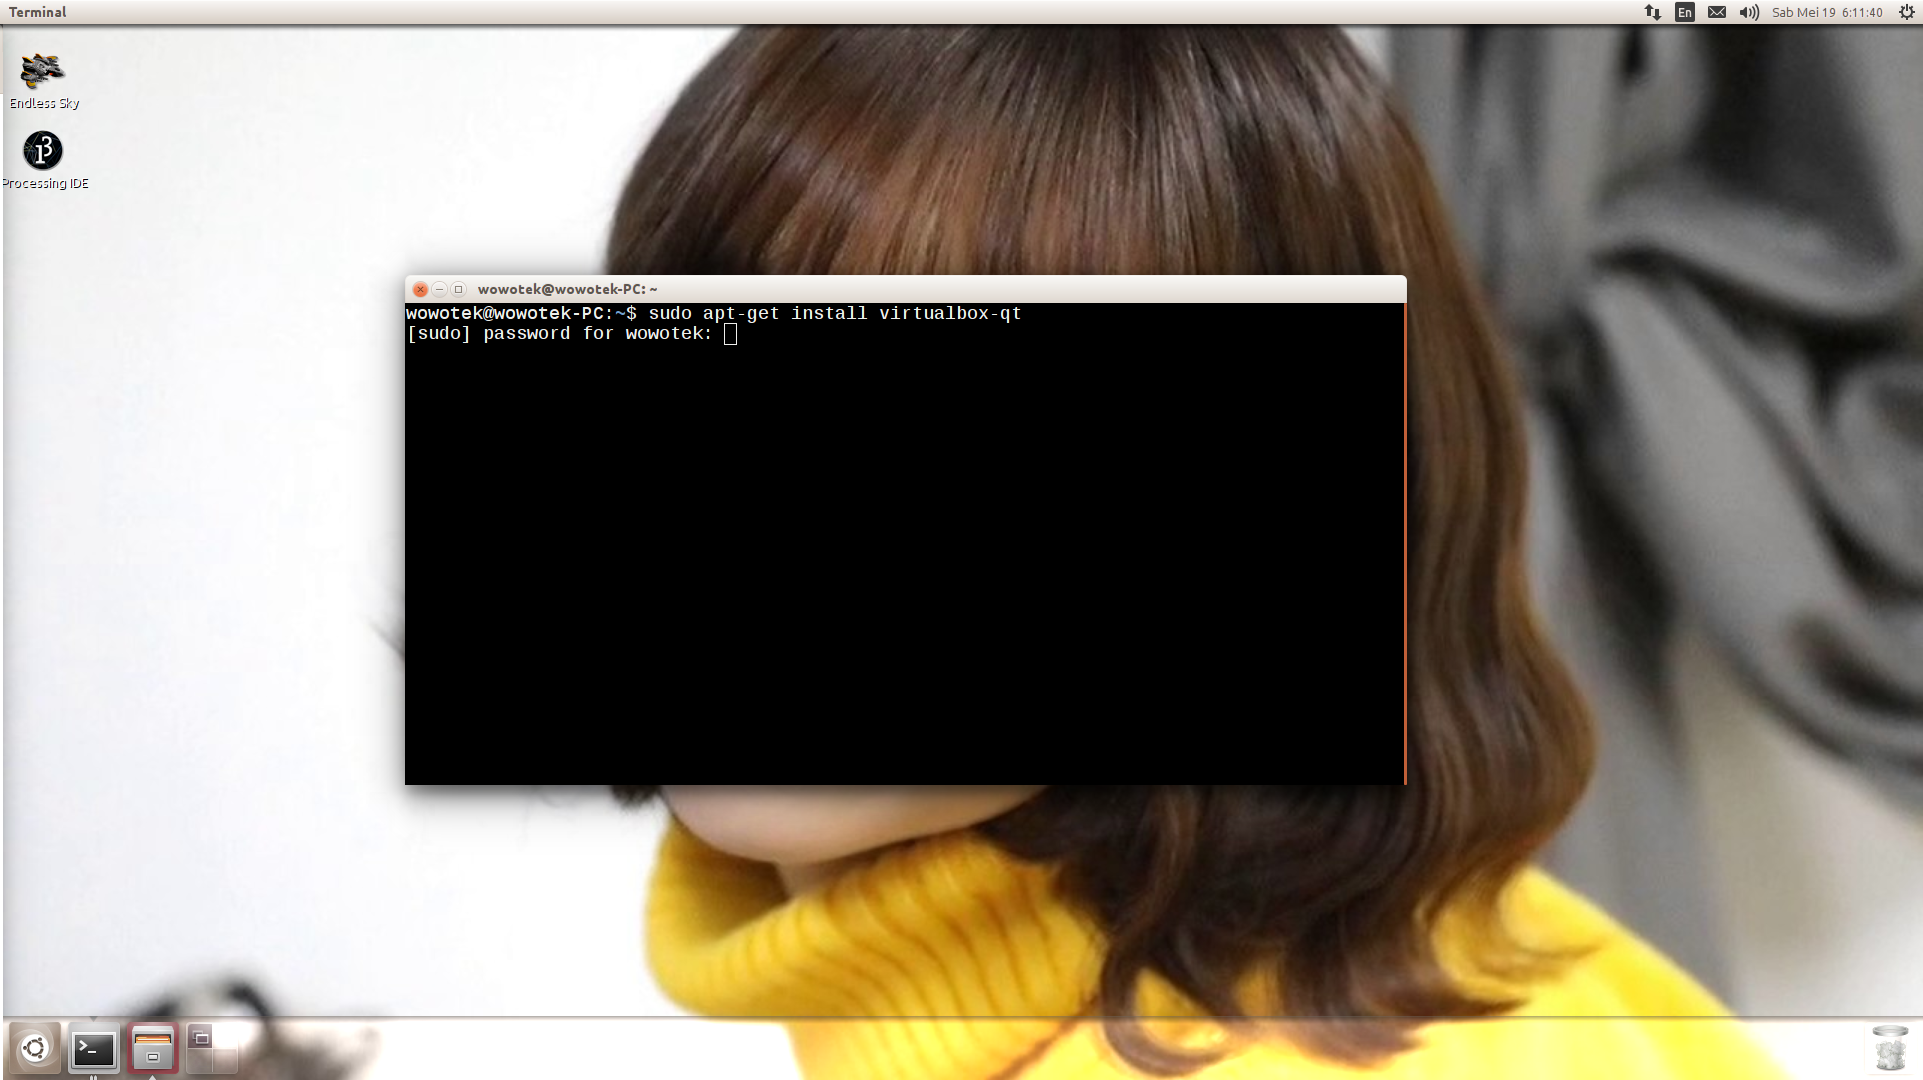 Terminal
En
Sab Mei 19 6:11:40
Endless Sky
Processing IDE
wowotek@wowotek-PC: ~
wowotek@wowotek-PC:~$ sudo apt-get install virtualbox-qt
[sudo] password for wowotek: